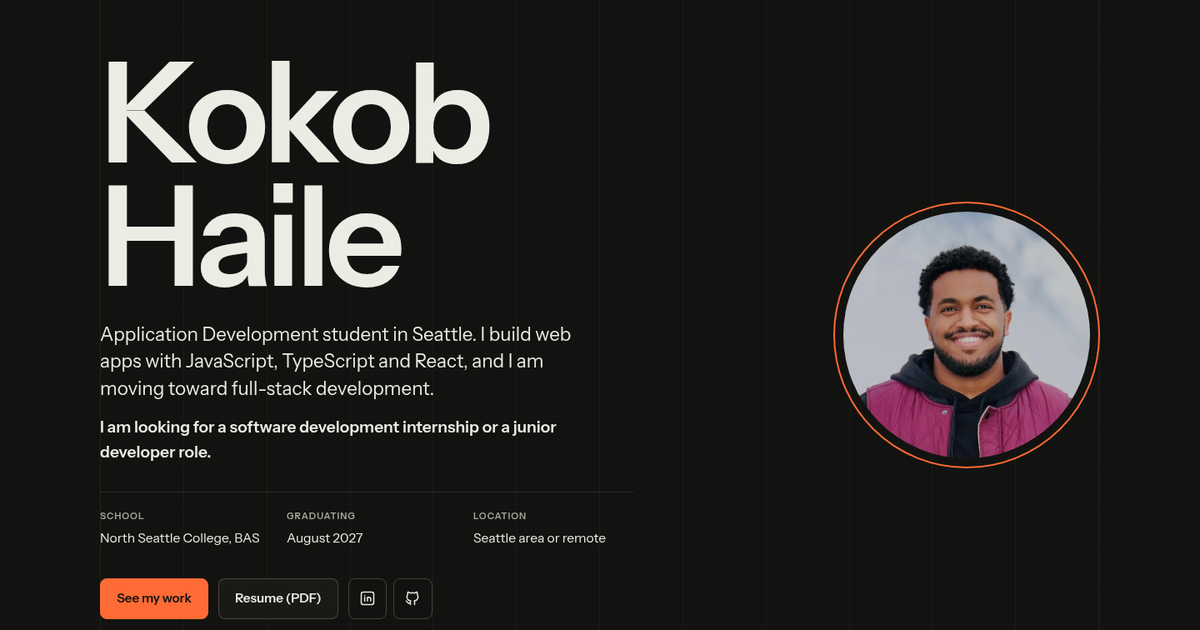 Kokob
Haile
Application Development student in Seattle. I build web
apps with JavaScript, TypeScript and React, and I am
moving toward full-stack development.
I am looking for a software development internship or a junior
developer role.
SCHOOL
North Seattle College, BAS
GRADUATING
August 2027
LOCATION
Seattle area or remote
See my work
Resume (PDF)
in